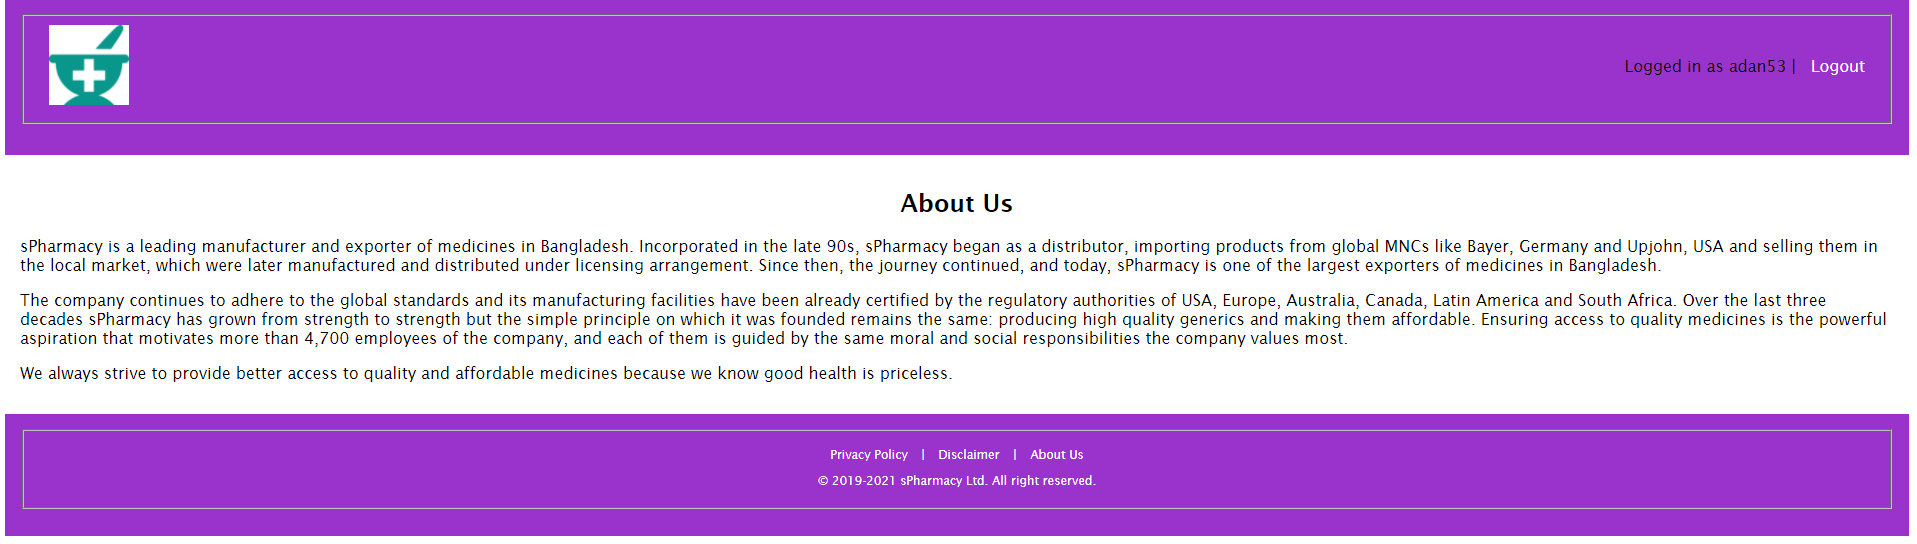 Logged in as adan53 | Logout
About Us
sPharmacy is a leading manufacturer and exporter of medicines in Bangladesh. Incorporated in the late 90s, sPharmacy began as a distributor, importing products from global MNCs like Bayer, Germany and Upjohn, USA and selling them in
the local market, which were later manufactured and distributed under licensing arrangement. Since then, the journey continued, and today, sPharmacy is one of the largest exporters of medicines in Bangladesh.
The company continues to adhere to the global standards and its manufacturing facilities have been already certified by the regulatory authorities of USA, Europe, Australia, Canada, Latin America and South Africa. Over the last three
decades sPharmacy has grown from strength to strength but the simple principle on which it was founded remains the same: producing high quality generics and making them affordable. Ensuring access to quality medicines is the powerful
aspiration that motivates more than 4,700 employees of the company, and each of them is guided by the same moral and social responsibilities the company values most.
We always strive to provide better access to quality and affordable medicines because we know good health is priceless.
Privacy Policy | Disclaimer | About Us
© 2019-2021 sPharmacy Ltd. All right reserved.